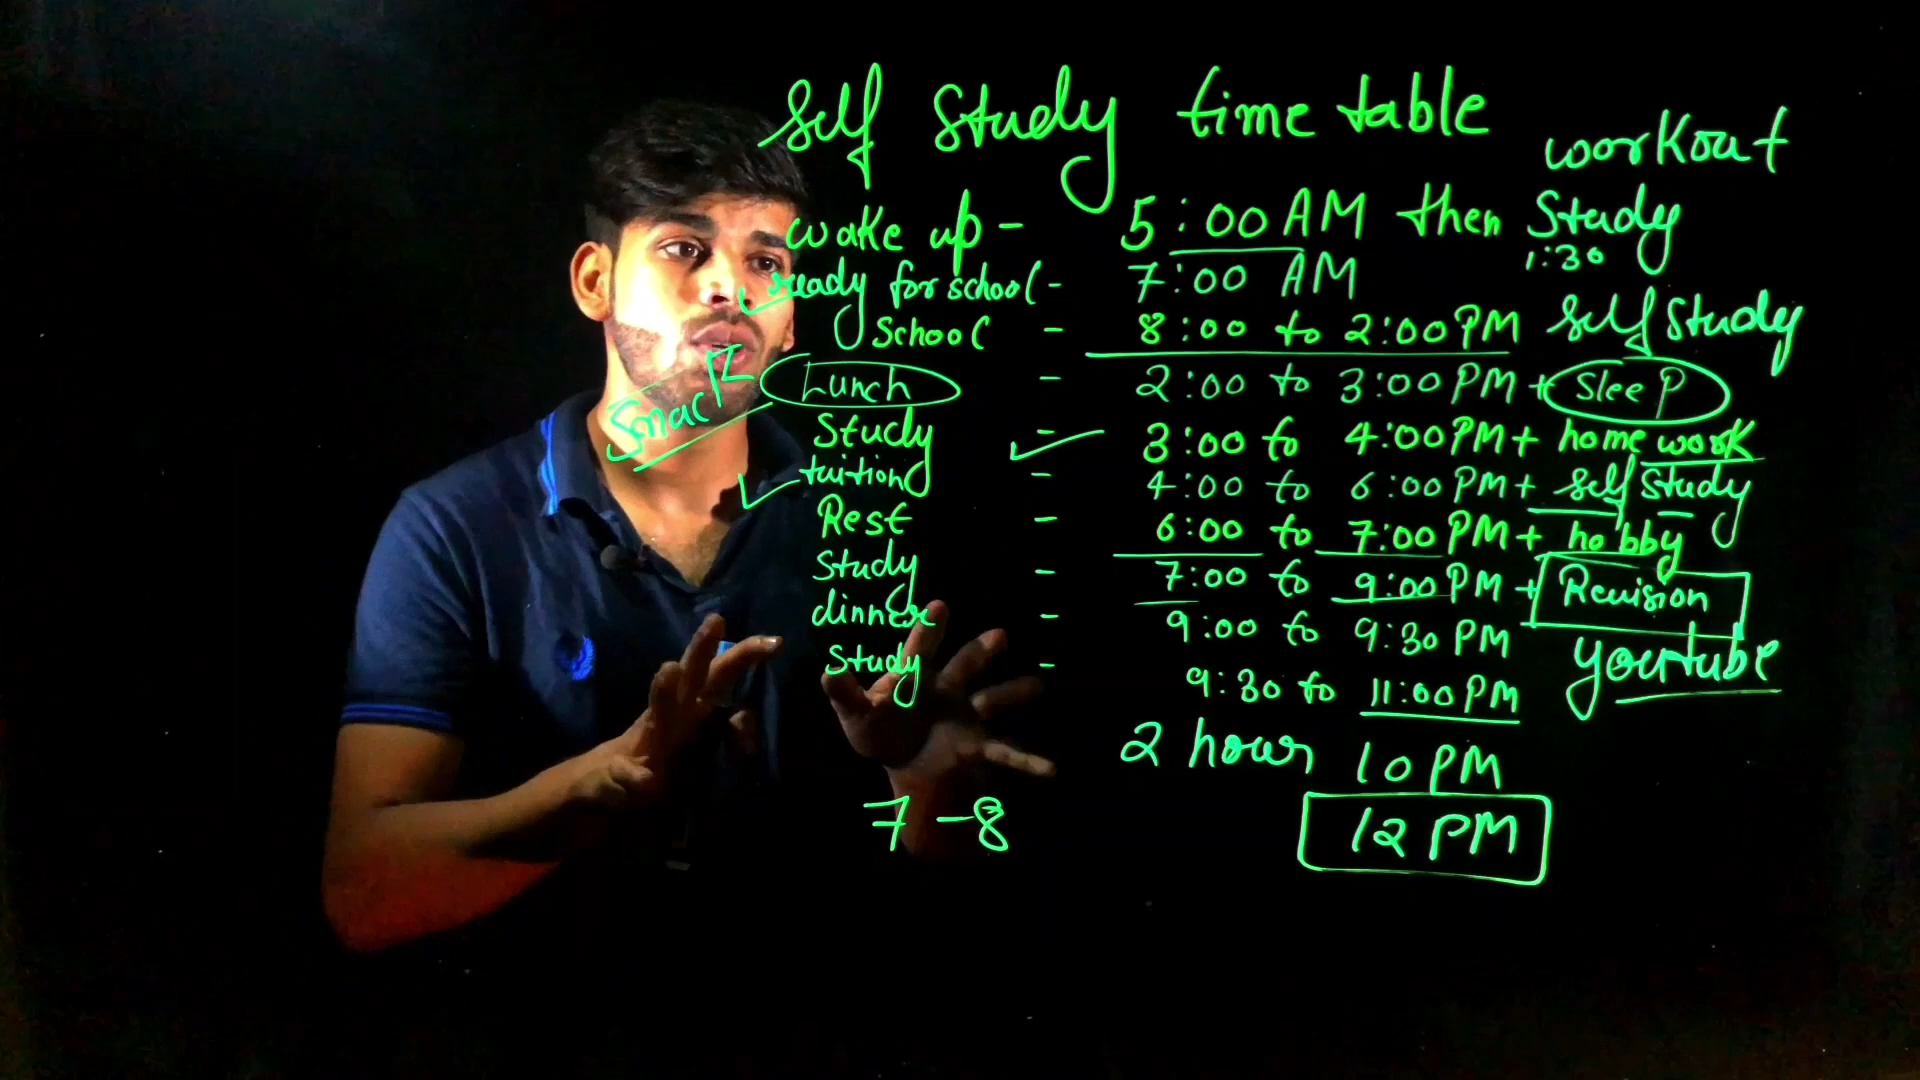 Self Study time table
workout
wake up - 5:00 AM then Study
1:30
ready for school - 7:00 AM
School - 8:00 to 2:00 PM Self Study
Lunch - 2:00 to 3:00 PM + Sleep
Smart
Study - 3:00 to 4:00 PM + home work
tuition - 4:00 to 6:00 PM + Self Study
Rest - 6:00 to 7:00 PM + hobby
Study - 7:00 to 9:00 PM + Revision
dinner - 9:00 to 9:30 PM
youtube
Study - 9:30 to 11:00 PM
2 hour 10 PM
7-8 12 PM